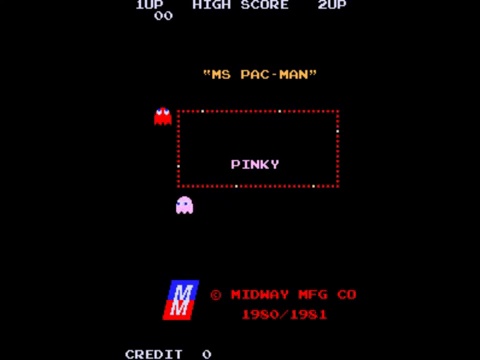 1UP HIGH SCORE 2UP
00
"MS PAC-MAN"
PINKY
MM
© MIDWAY MFG CO
1980/1981
CREDIT 0